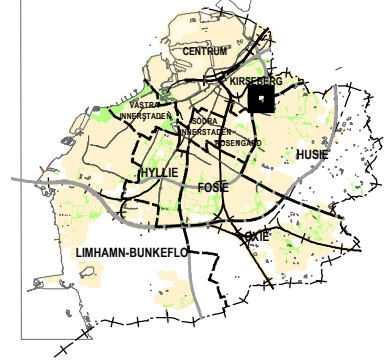 CENTRUM
KIRSEBERG
VÄSTRA
INNERSTADEN
SÖDRA
INNERSTADEN
ROSENGÅRD
HUSIE
HYLLIE
FOSIE
OXIE
LIMHAMN-BUNKEFLO